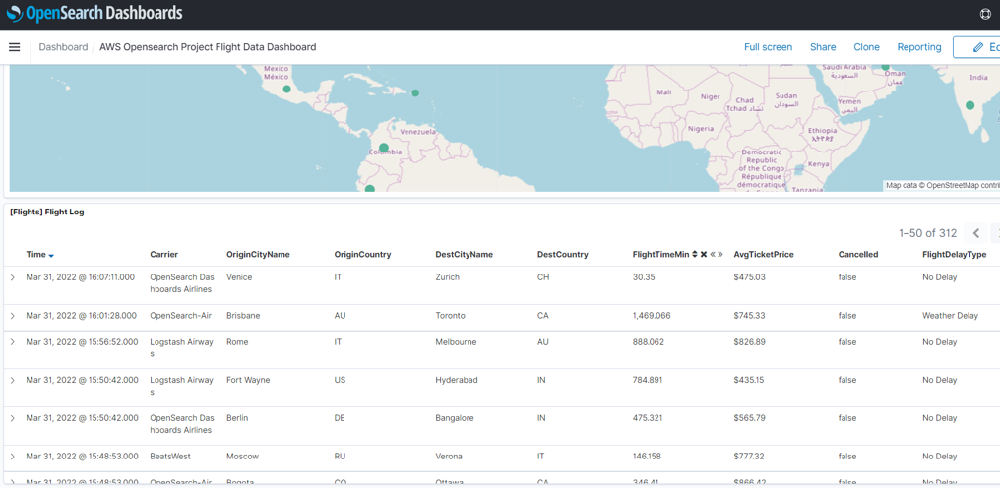 OpenSearch Dashboards
Dashboard / AWS Opensearch Project Flight Data Dashboard
Full screen Share Clone Reporting
Mexico
México
Venezuela
Colombia
Mali
Niger
Chad
Tchad تشاد
Sudan
السودان
Nigeria
Saudi Arabia
السعودية
Oman
عمان
Yemen
اليمن
India
Ethiopia
ኢትዮጵያ
Kenya
Democratic
Republic
of the Congo
République
démocratique
Tanzania
Map data © OpenStreetMap
[Flights] Flight Log
1–50 of 312
Time Carrier OriginCityName OriginCountry DestCityName DestCountry FlightTimeMin AvgTicketPrice Cancelled FlightDelayType
Mar 31, 2022 @ 16:07:11.000 OpenSearch Das Venice IT Zurich CH 30.35 $475.03 false No Delay
hboards Airlines
Mar 31, 2022 @ 16:01:28.000 OpenSearch-Air Brisbane AU Toronto CA 1,469.066 $745.33 false Weather Delay
Mar 31, 2022 @ 15:56:52.000 Logstash Airway Rome IT Melbourne AU 888.062 $826.89 false No Delay
s
Mar 31, 2022 @ 15:50:42.000 Logstash Airway Fort Wayne US Hyderabad IN 784.891 $435.15 false No Delay
s
Mar 31, 2022 @ 15:50:42.000 OpenSearch Das Berlin DE Bangalore IN 475.321 $565.79 false No Delay
hboards Airlines
Mar 31, 2022 @ 15:48:53.000 BeatsWest Moscow RU Verona IT 146.158 $777.32 false No Delay
Mar 31, 2022 @ 15:48:53.000 OpenSearch-Air Bogota CO Ottawa CA 346.41 $866.42 false No Delay